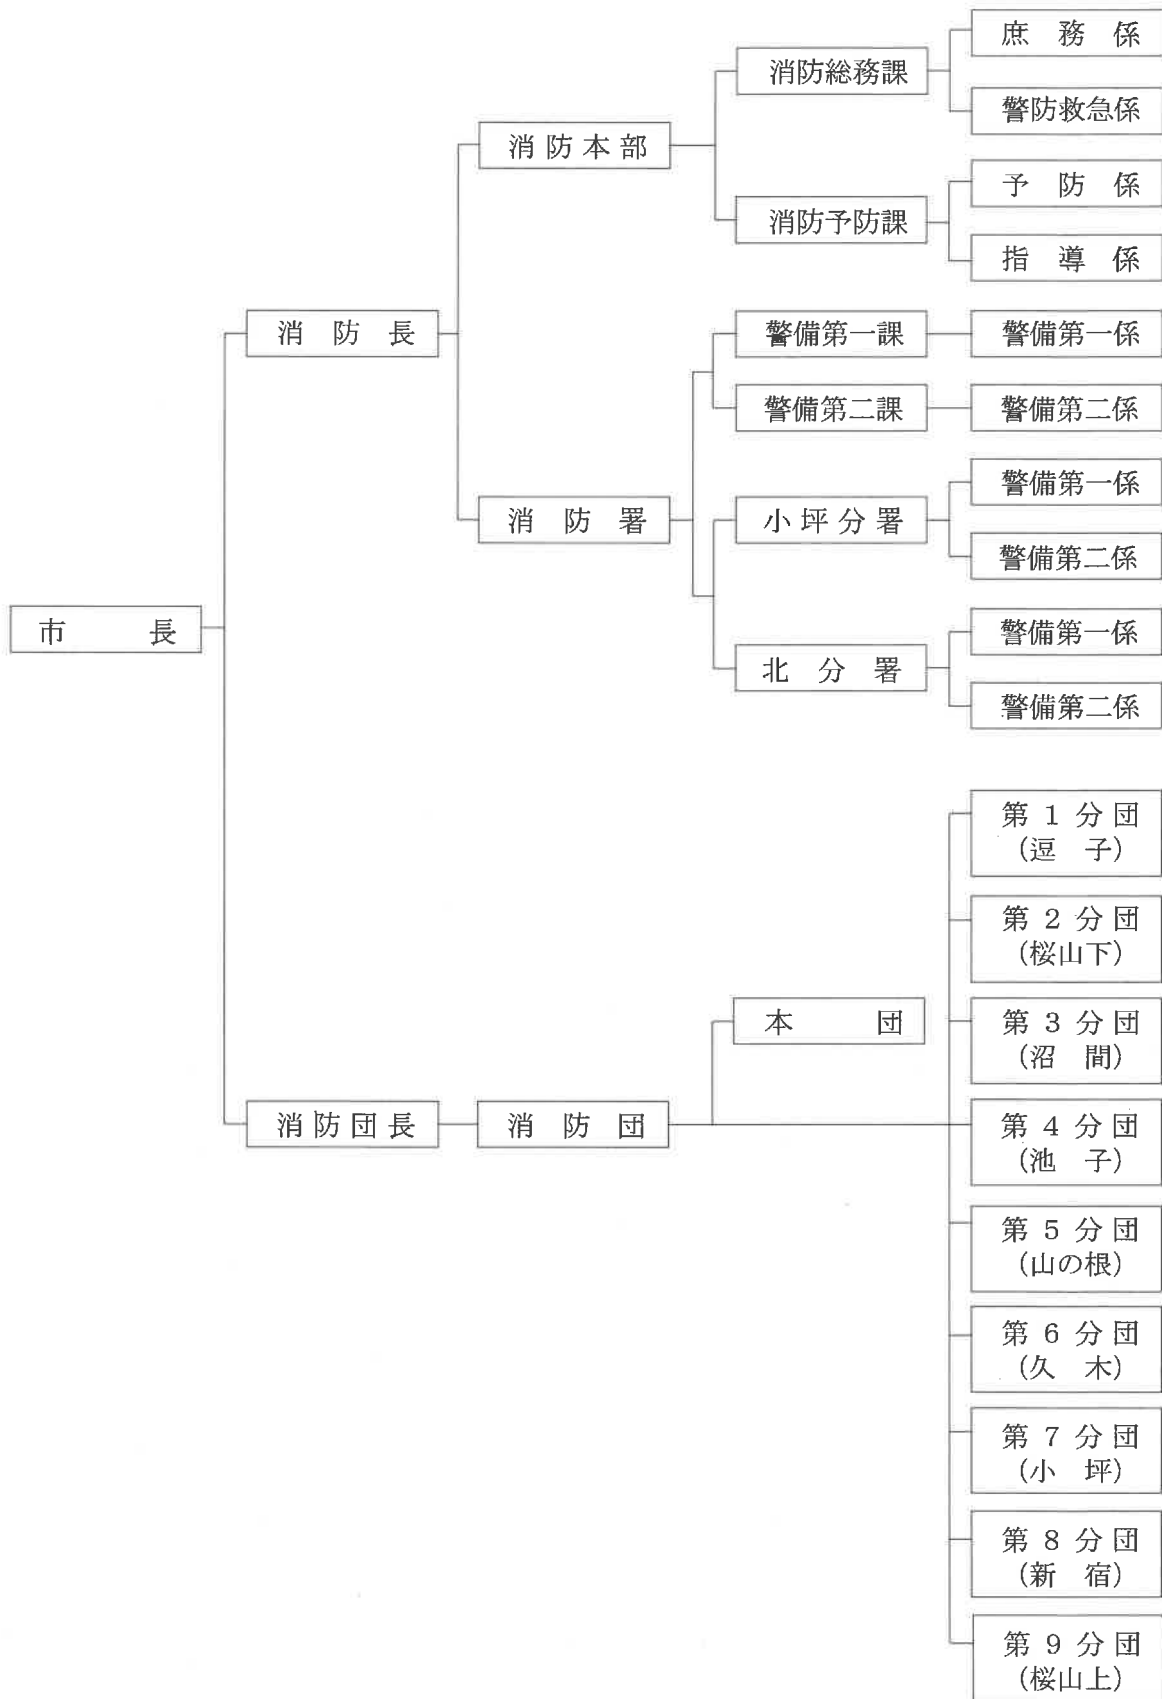 市長
消防長
消防本部
消防総務課
庶務係
警防救急係
消防予防課
予防係
指導係
消防署
警備第一課
警備第一係
警備第二課
警備第二係
小坪分署
警備第一係
警備第二係
北分署
警備第一係
警備第二係
消防団長
消防団
本団
第1分団
(逗子)
第2分団
(桜山下)
第3分団
(沼間)
第4分団
(池子)
第5分団
(山の根)
第6分団
(久木)
第7分団
(小坪)
第8分団
(新宿)
第9分団
(桜山上)